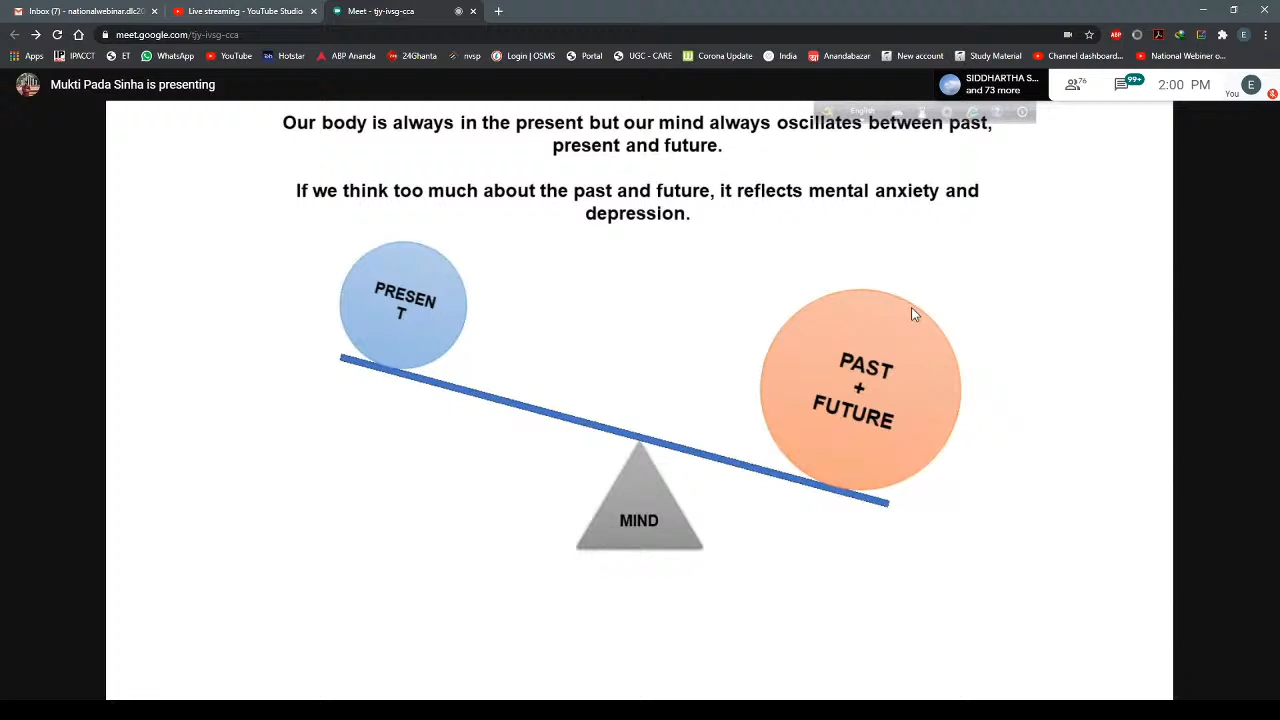 Inbox (7) - nationalwebinar.dlc20
Live streaming - YouTube Studio
Meet - tjy-ivsg-cca
meet.google.com/tjy-ivsg-cca
Apps
IPACCT
ET
WhatsApp
YouTube
Hotstar
ABP Ananda
24Ghanta
nvsp
Login | OSMS
Portal
UGC - CARE
Corona Update
India
Anandabazar
New account
Study Material
Channel dashboard...
National Webinar o...
Mukti Pada Sinha is presenting
SIDDHARTHA S...
and 73 more
76
99+
2:00 PM
You
E
English
Our body is always in the present but our mind always oscillates between past,
present and future.
If we think too much about the past and future, it reflects mental anxiety and
depression.
PRESEN
T
PAST
+
FUTURE
MIND